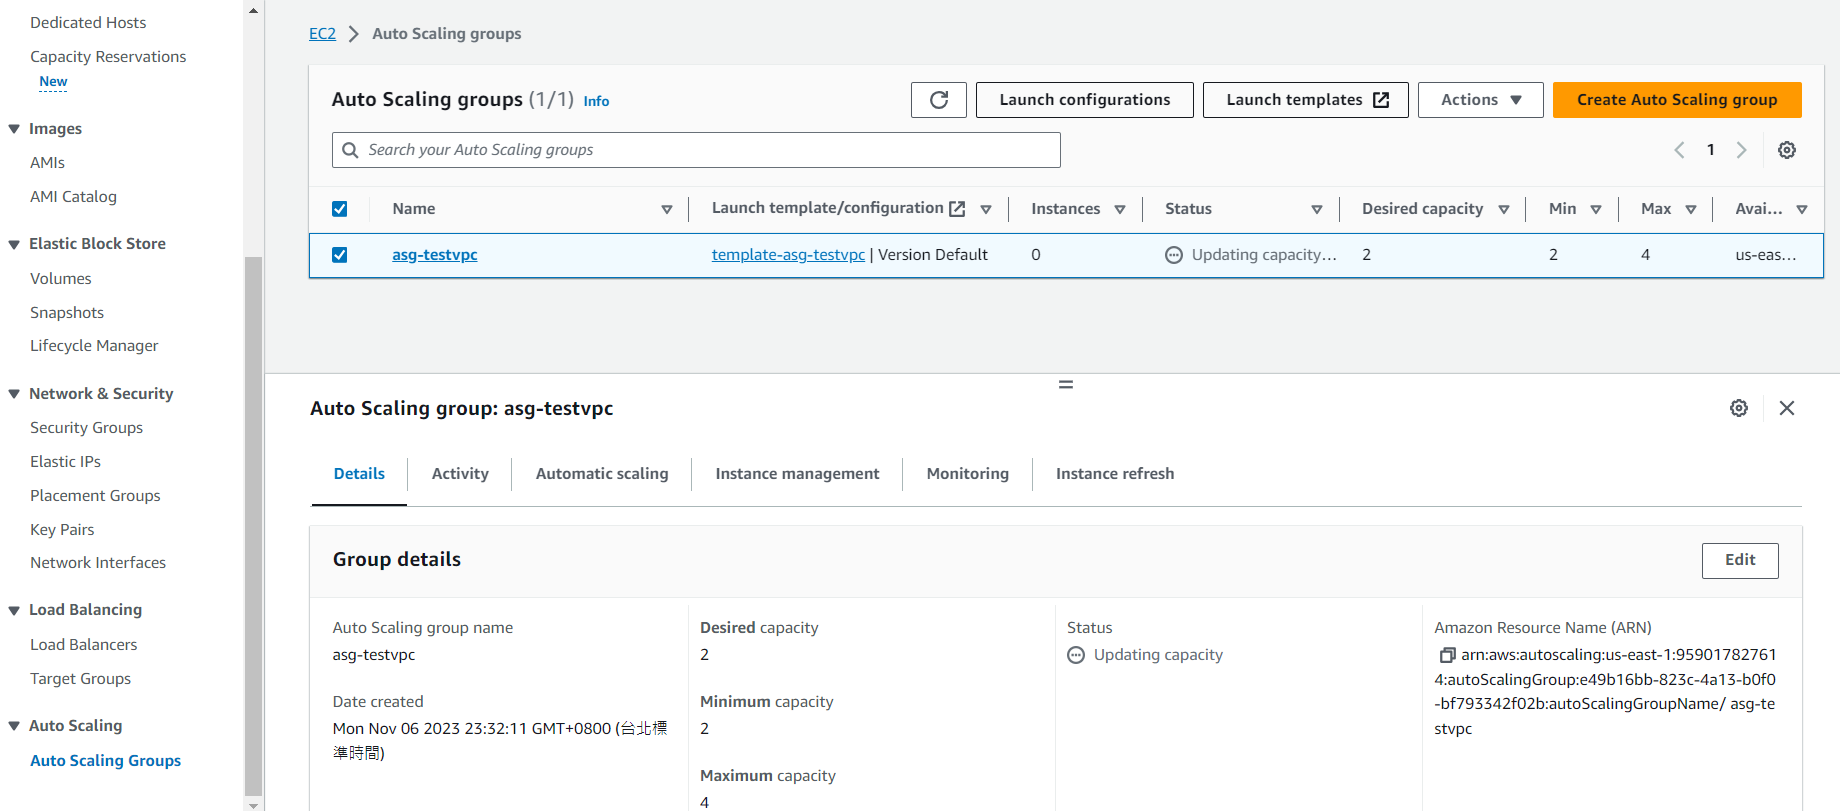 Dedicated Hosts
Capacity Reservations
New
Images
AMIs
AMI Catalog
Elastic Block Store
Volumes
Snapshots
Lifecycle Manager
Network & Security
Security Groups
Elastic IPs
Placement Groups
Key Pairs
Network Interfaces
Load Balancing
Load Balancers
Target Groups
Auto Scaling
Auto Scaling Groups
EC2 Auto Scaling groups
Auto Scaling groups (1/1) Info
Launch configurations Launch templates Actions Create Auto Scaling group
Search your Auto Scaling groups
1
Name Launch template/configuration Instances Status Desired capacity Min Max Avai...
asg-testvpc template-asg-testvpc | Version Default 0 Updating capacity... 2 2 4 us-eas...
Auto Scaling group: asg-testvpc
Details Activity Automatic scaling Instance management Monitoring Instance refresh
Group details
Edit
Auto Scaling group name
asg-testvpc
Date created
Mon Nov 06 2023 23:32:11 GMT+0800 (台北標
準時間)
Desired capacity
2
Minimum capacity
2
Maximum capacity
4
Status
Updating capacity
Amazon Resource Name (ARN)
arn:aws:autoscaling:us-east-1:95901782761
4:autoScalingGroup:e49b16bb-823c-4a13-b0f0
-bf793342f02b:autoScalingGroupName/ asg-te
stvpc